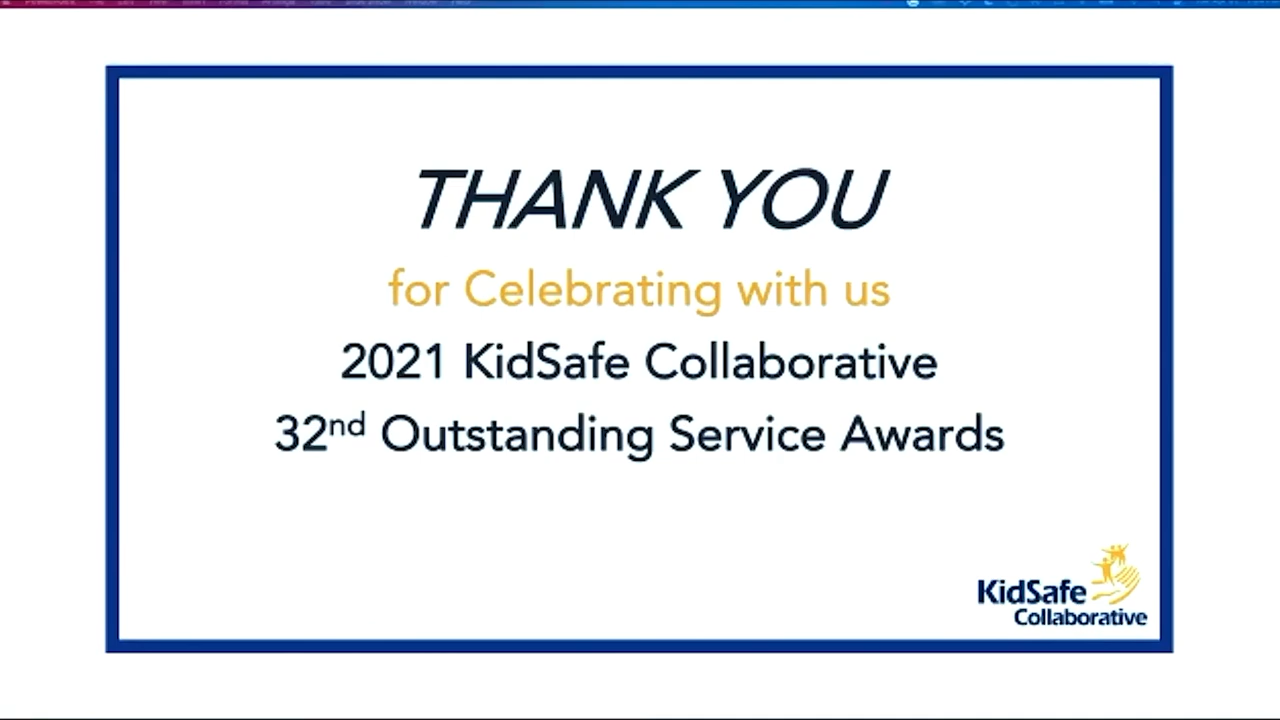 THANK YOU
for Celebrating with us
2021 KidSafe Collaborative
32nd Outstanding Service Awards
KidSafe
Collaborative